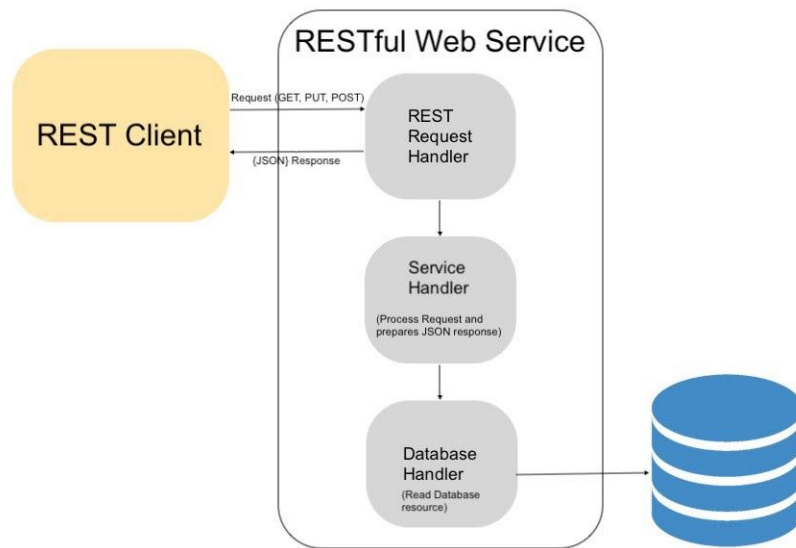 RESTful Web Service
REST Client
Request (GET, PUT, POST)
{JSON} Response
REST
Request
Handler
Service
Handler
(Process Request and
prepares JSON response)
Database
Handler
(Read Database
resource)